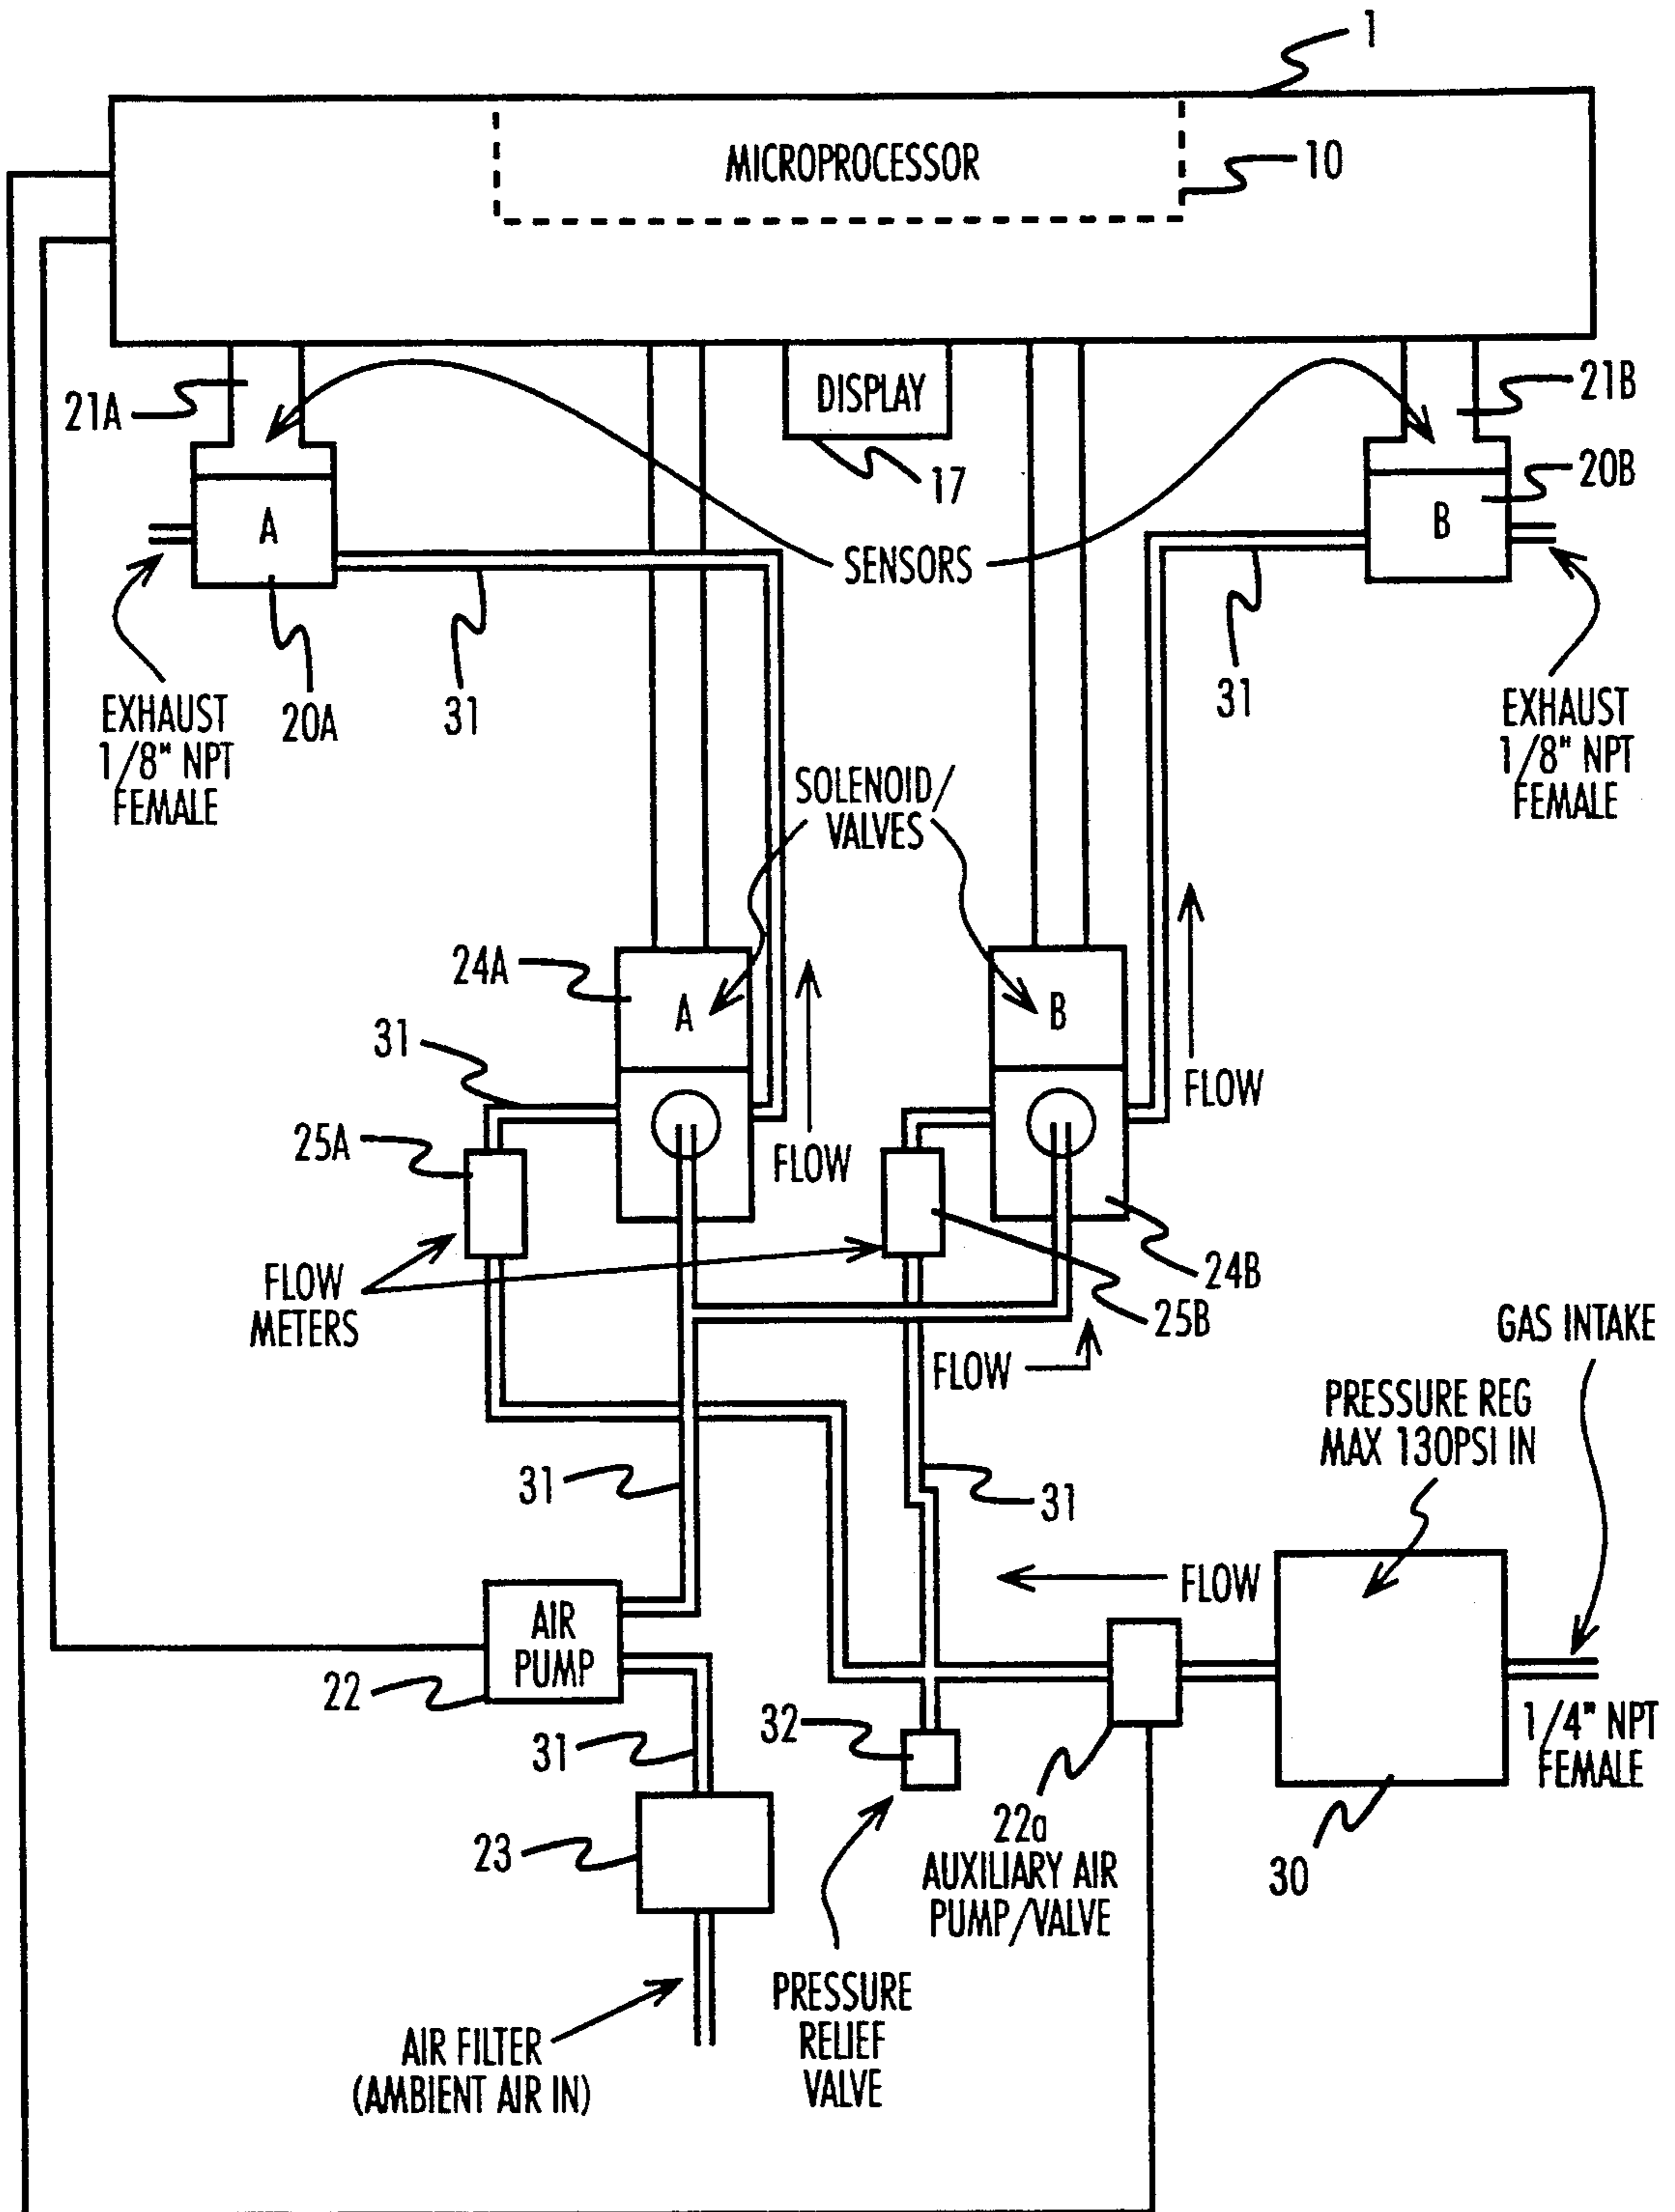 1
MICROPROCESSOR
10
21A
DISPLAY
21B
17
20B
A
B
SENSORS
EXHAUST
1/8" NPT
FEMALE
20A
31
31
EXHAUST
1/8" NPT
FEMALE
SOLENOID/
VALVES
24A
A
B
31
FLOW
25A
FLOW
24B
FLOW
METERS
25B
GAS INTAKE
FLOW
PRESSURE REG
MAX 130PSI IN
31
31
FLOW
AIR
PUMP
22
32
1/4" NPT
FEMALE
31
22a
AUXILIARY AIR
PUMP/VALVE
23
30
PRESSURE
RELIEF
VALVE
AIR FILTER
(AMBIENT AIR IN)